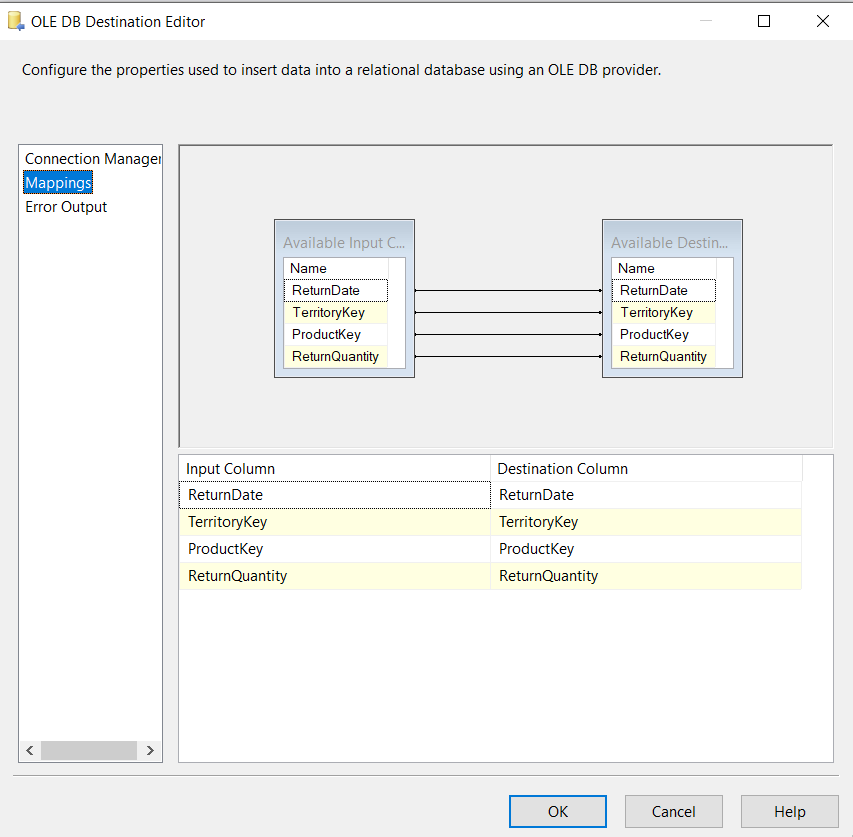 OLE DB Destination Editor
Configure the properties used to insert data into a relational database using an OLE DB provider.
Connection Manager
Mappings
Error Output
Available Input C...
Name
ReturnDate
TerritoryKey
ProductKey
ReturnQuantity
Available Destin...
Name
ReturnDate
TerritoryKey
ProductKey
ReturnQuantity
Input Column Destination Column
ReturnDate ReturnDate
TerritoryKey TerritoryKey
ProductKey ProductKey
ReturnQuantity ReturnQuantity
OK Cancel Help